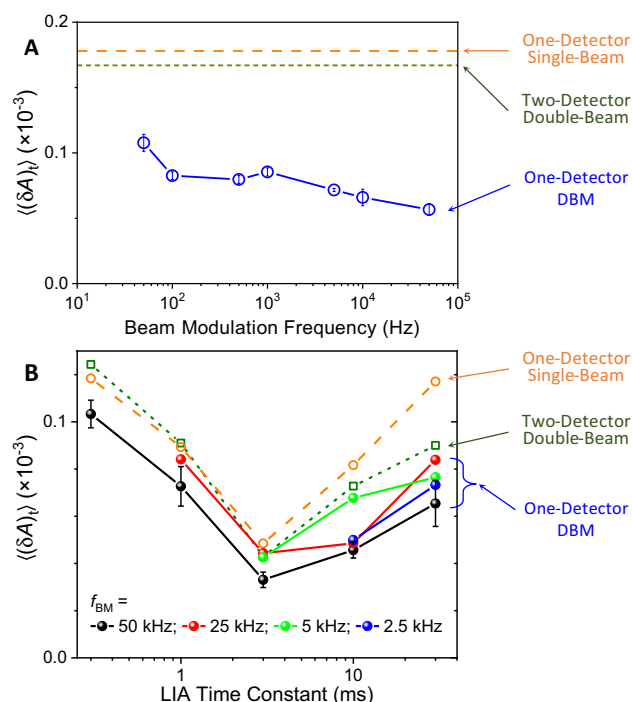 0.2
A
One-Detector
Single-Beam
Two-Detector
Double-Beam
⟨(δA)t⟩ (×10-3)
0.1
One-Detector
DBM
0.0
10¹ 10² 10³ 10⁴ 10⁵
Beam Modulation Frequency (Hz)
B
One-Detector
Single-Beam
0.1
Two-Detector
Double-Beam
⟨(δA)t⟩ (×10-3)
One-Detector
DBM
fBM =
50 kHz; 25 kHz; 5 kHz; 2.5 kHz
0.0
1 10
LIA Time Constant (ms)